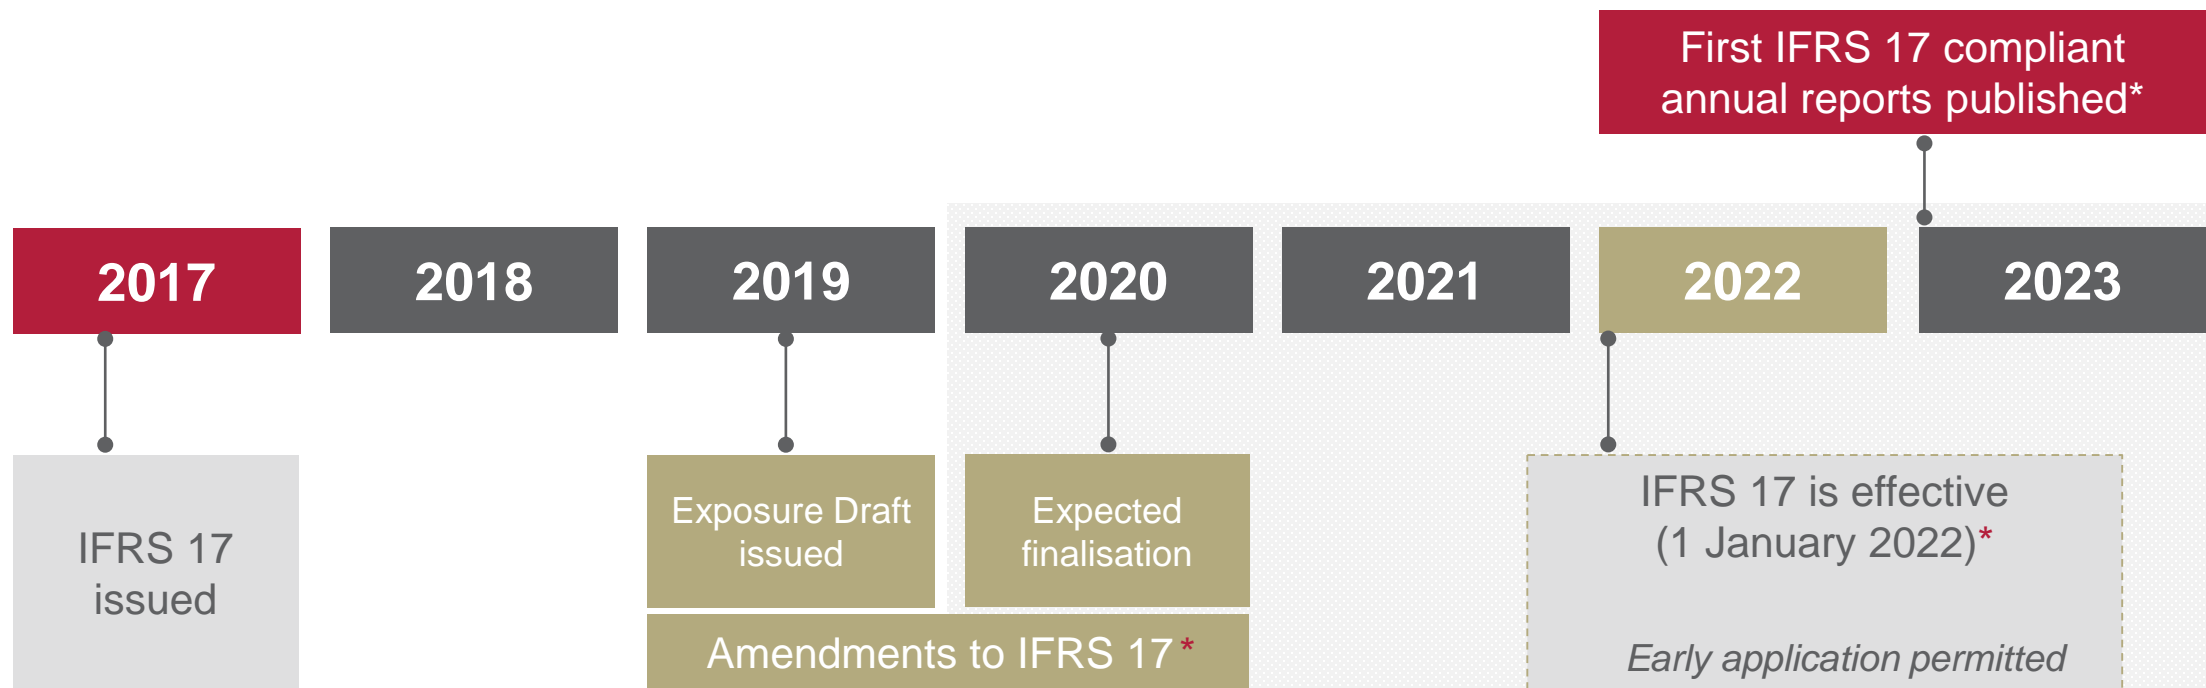 First IFRS 17 compliant
annual reports published*
2017
2018
2019
2020
2021
2022
2023
IFRS 17
issued
Exposure Draft
issued
Expected
finalisation
Amendments to IFRS 17*
IFRS 17 is effective
(1 January 2022)*
Early application permitted